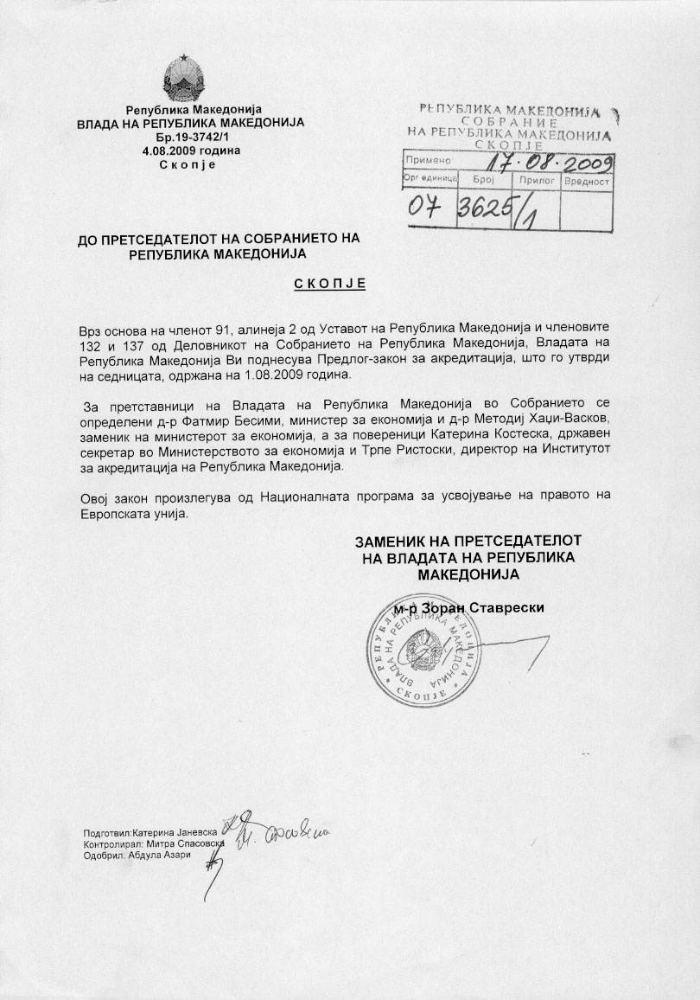 Република Македонија
ВЛАДА НА РЕПУБЛИКА МАКЕДОНИЈА
Бр.19-3742/1
4.08.2009 година
С к о п ј е
РЕПУБЛИКА МАКЕДОНИЈА
СОБРАНИЕ
НА РЕПУБЛИКА МАКЕДОНИЈА
СКОПЈЕ
Примено 17.08.2009
Орг единица Број Прилог Вредност
07 3625/1
ДО ПРЕТСЕДАТЕЛОТ НА СОБРАНИЕТО НА
РЕПУБЛИКА МАКЕДОНИЈА
С К О П Ј Е
Врз основа на членот 91, алинеја 2 од Уставот на Република Македонија и членовите
132 и 137 од Деловникот на Собранието на Република Македонија, Владата на
Република Македонија Ви поднесува Предлог-закон за акредитација, што го утврди
на седницата, одржана на 1.08.2009 година.
За претставници на Владата на Република Македонија во Собранието се
определени д-р Фатмир Бесими, министер за економија и д-р Методиј Хаџи-Васков,
заменик на министерот за економија, а за повереници Катерина Костеска, државен
секретар во Министерството за економија и Трпе Ристоски, директор на Институтот
за акредитација на Република Македонија.
Овој закон произлегува од Националната програма за усвојување на правото на
Европската унија.
ЗАМЕНИК НА ПРЕТСЕДАТЕЛОТ
НА ВЛАДАТА НА РЕПУБЛИКА
МАКЕДОНИЈА
м-р Зоран Ставрески
РЕПУБЛИКА МАКЕДОНИЈА
ВЛАДА НА РЕПУБЛИКА МАКЕДОНИЈА
* СКОПЈЕ *
Подготвил:Катерина Јаневска
Контролирал: Митра Спасовска
Одобрил: Абдула Азари